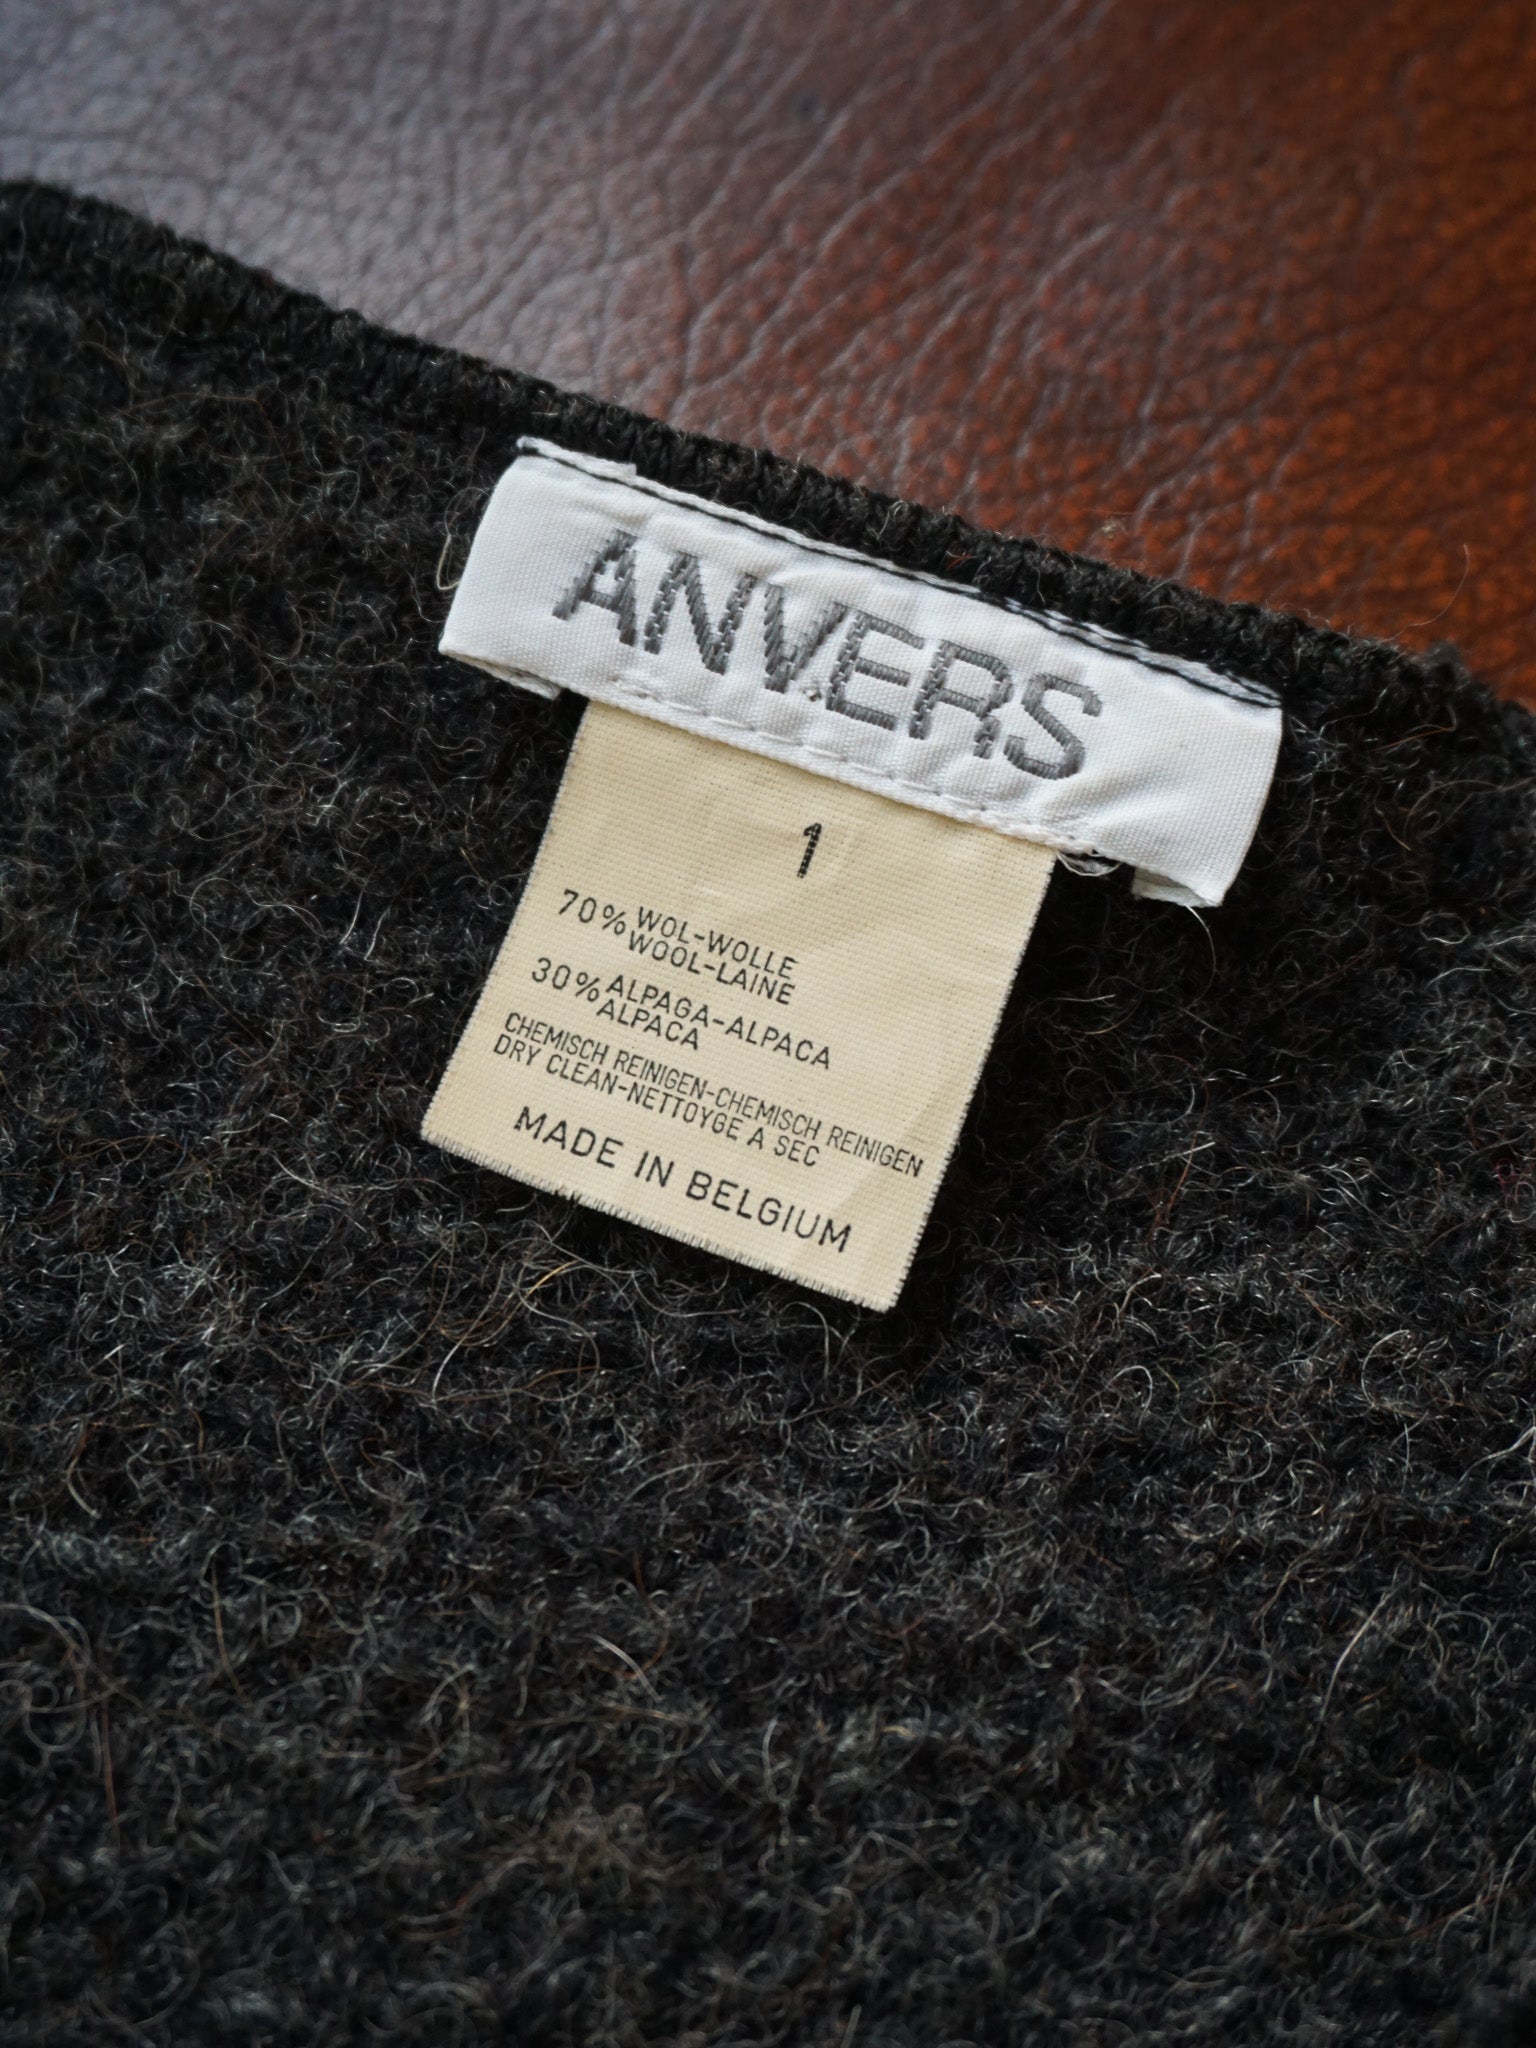 ANVERS
1
70% WOL-WOLLE
WOOL-LAINE
30% ALPAGA-ALPACA
ALPACA
CHEMISCH REINIGEN-CHEMISCH REINIGEN
DRY CLEAN-NETTOYGE A SEC
MADE IN BELGIUM